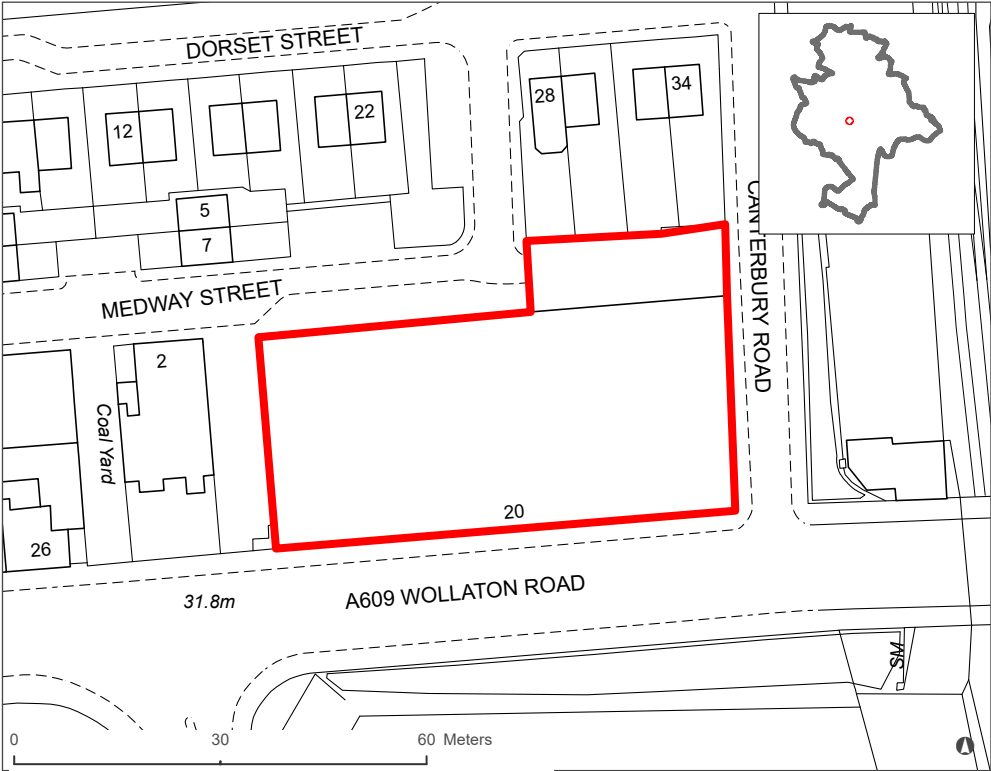 DORSET STREET
12
22
28
34
5
7
MEDWAY STREET
CANTERBURY ROAD
2
Coal Yard
26
20
31.8m
A609 WOLLATON ROAD
SM
0 30 60 Meters